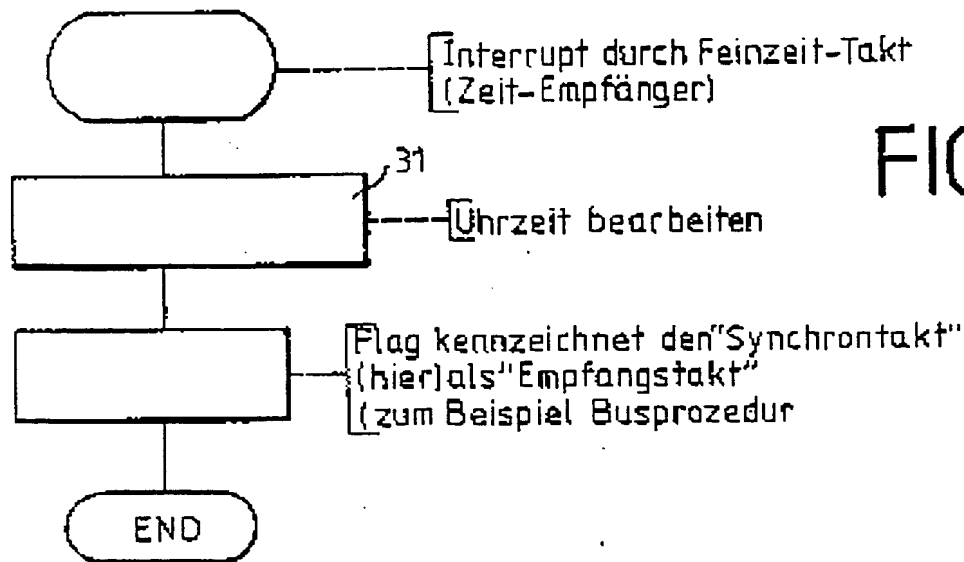 Interrupt durch Feinzeit-Takt
(Zeit-Empfänger)
FIG
31
Uhrzeit bearbeiten
Flag kennzeichnet den "Synchrontakt"
(hier) als "Empfangstakt"
(zum Beispiel Busprozedur
END